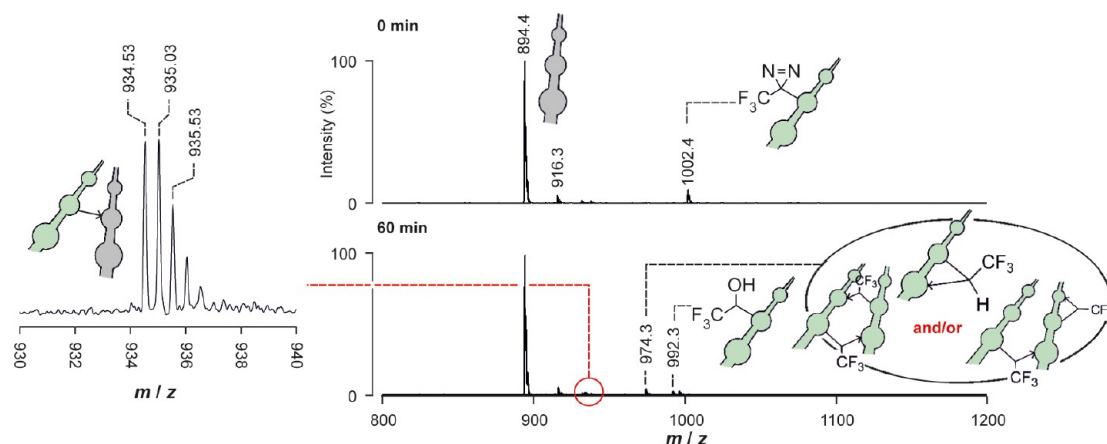 934.53
935.03
935.53
930
934
936
940
m / z
0 min
100
Intensity (%)
0
894.4
916.3
1002.4
N=N
F3C
60 min
100
0
974.3
992.3
OH
F3C
CF3
H
CF3
CF3
and/or
CF3
CF
800
900
1000
1100
1200
m / z